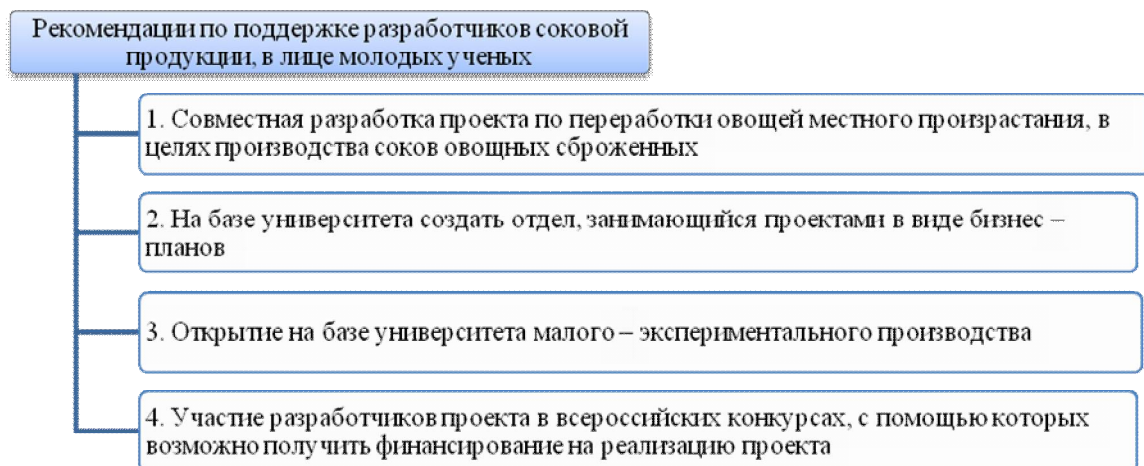 Рекомендации по поддержке разработчиков соковой
продукции, в лице молодых ученых
1. Совместная разработка проекта по переработки овощей местного произрастания, в
целях производства соков овощных сброженных
2. На базе университета создать отдел, занимающийся проектами в виде бизнес –
планов
3. Открытие на базе университета малого – экспериментального производства
4. Участие разработчиков проекта в всероссийских конкурсах, с помощью которых
возможно получить финансирование на реализацию проекта